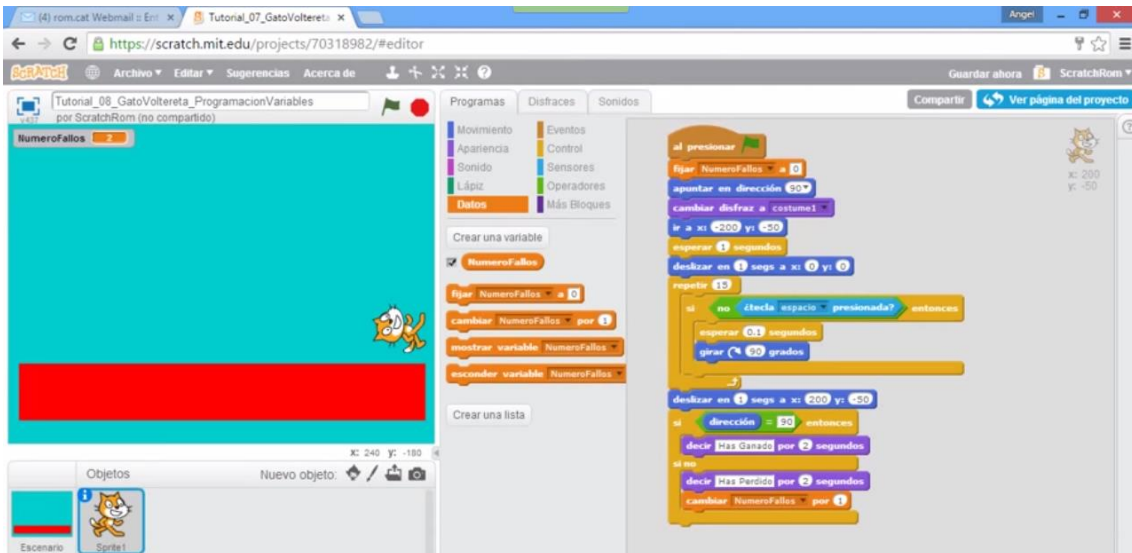 (4) rom.cat Webmail :: Ent
Tutorial_07_GatoVoltereta
Angel
https://scratch.mit.edu/projects/70318982/#editor
SCRATCH
Archivo
Editar
Sugerencias
Acerca de
Guardar ahora
ScratchRom
Tutorial_08_GatoVoltereta_ProgramacionVariables
por ScratchRom (no compartido)
v437
Programas
Disfraces
Sonidos
Compartir
Ver página del proyecto
NumeroFallos 2
Movimiento
Apariencia
Sonido
Lápiz
Datos
Eventos
Control
Sensores
Operadores
Más Bloques
Crear una variable
NumeroFallos
fijar NumeroFallos a 0
cambiar NumeroFallos por 1
mostrar variable NumeroFallos
esconder variable NumeroFallos
Crear una lista
al presionar
fijar NumeroFallos a 0
apuntar en dirección 90
cambiar disfraz a costume1
ir a x: -200 y: -50
esperar 1 segundos
deslizar en 1 segs a x: 0 y: 0
repetir 15
si no ¿tecla espacio presionada? entonces
esperar 0.1 segundos
girar 90 grados
deslizar en 1 segs a x: 200 y: -50
si dirección = 90 entonces
decir Has Ganado por 2 segundos
si no
decir Has Perdido por 2 segundos
cambiar NumeroFallos por 1
x: 200
y: -50
X: 240 y: -180
Objetos
Nuevo objeto:
Escenario
Sprite1